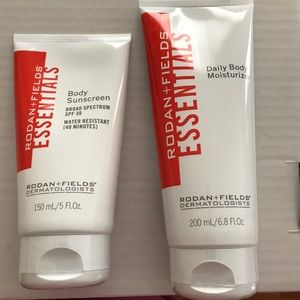 RODAN+FIELDS
ESSENTIALS
Body
Sunscreen
BROAD SPECTRUM
SPF 30
WATER RESISTANT
(40 MINUTES)
RODAN+FIELDS®
DERMATOLOGISTS
150 mL/5 Fl.Oz.
RODAN+FIELDS
ESSENTIALS
Daily Body
Moisturizer
RODAN+FIELDS®
DERMATOLOGISTS
200 mL/6.8 Fl.Oz.